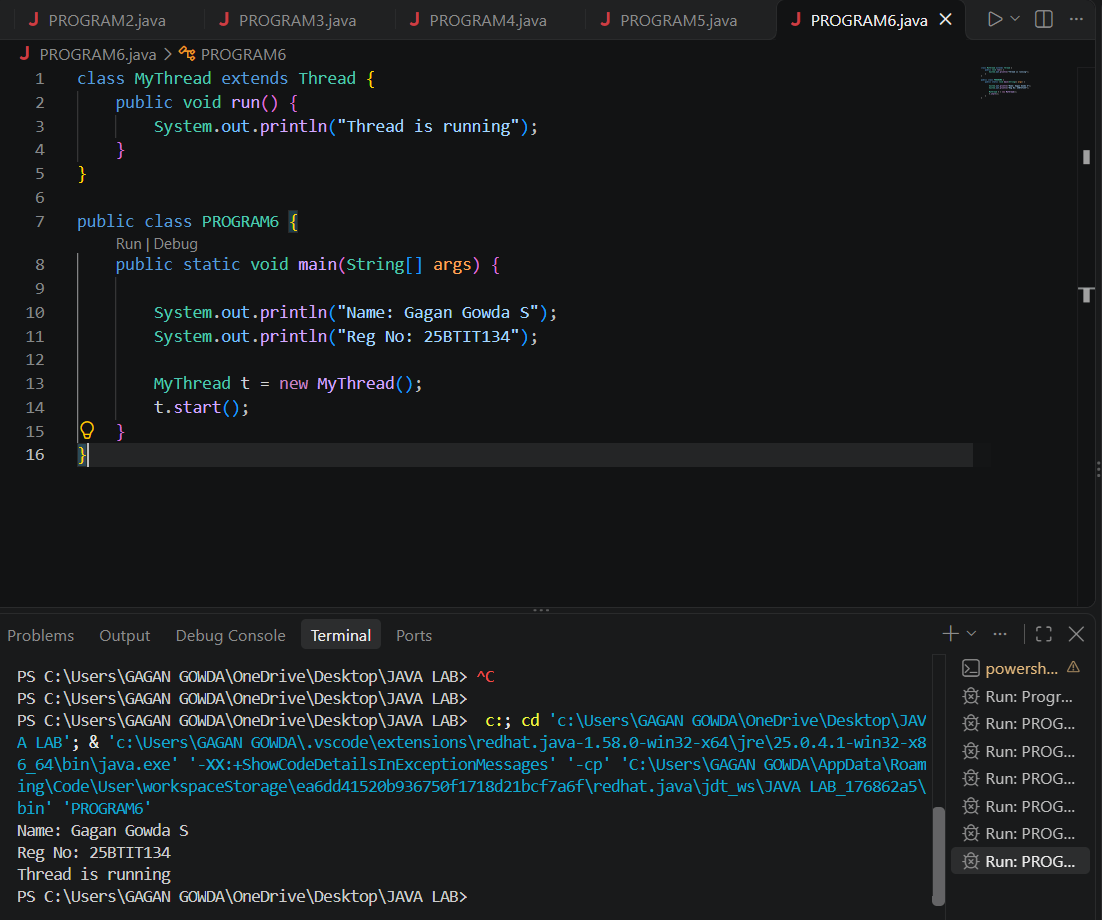 PROGRAM2.java PROGRAM3.java PROGRAM4.java PROGRAM5.java PROGRAM6.java
PROGRAM6.java > PROGRAM6
1 class MyThread extends Thread {
2 public void run() {
3 System.out.println("Thread is running");
4 }
5 }
6
7 public class PROGRAM6 {
Run | Debug
8 public static void main(String[] args) {
9
10 System.out.println("Name: Gagan Gowda S");
11 System.out.println("Reg No: 25BTIT134");
12
13 MyThread t = new MyThread();
14 t.start();
15 }
16 }
Problems Output Debug Console Terminal Ports
PS C:\Users\GAGAN GOWDA\OneDrive\Desktop\JAVA LAB> ^C
PS C:\Users\GAGAN GOWDA\OneDrive\Desktop\JAVA LAB>
PS C:\Users\GAGAN GOWDA\OneDrive\Desktop\JAVA LAB>  c:; cd 'c:\Users\GAGAN GOWDA\OneDrive\Desktop\JAV
A LAB'; & 'c:\Users\GAGAN GOWDA\.vscode\extensions\redhat.java-1.58.0-win32-x64\jre\25.0.4.1-win32-x8
6_64\bin\java.exe' '-XX:+ShowCodeDetailsInExceptionMessages' '-cp' 'C:\Users\GAGAN GOWDA\AppData\Roam
ing\Code\User\workspaceStorage\ea6dd41520b936750f1718d21bcf7a6f\redhat.java\jdt_ws\JAVA LAB_176862a5\
bin' 'PROGRAM6'
Name: Gagan Gowda S
Reg No: 25BTIT134
Thread is running
PS C:\Users\GAGAN GOWDA\OneDrive\Desktop\JAVA LAB>
powersh...
Run: Progr...
Run: PROG...
Run: PROG...
Run: PROG...
Run: PROG...
Run: PROG...
Run: PROG...